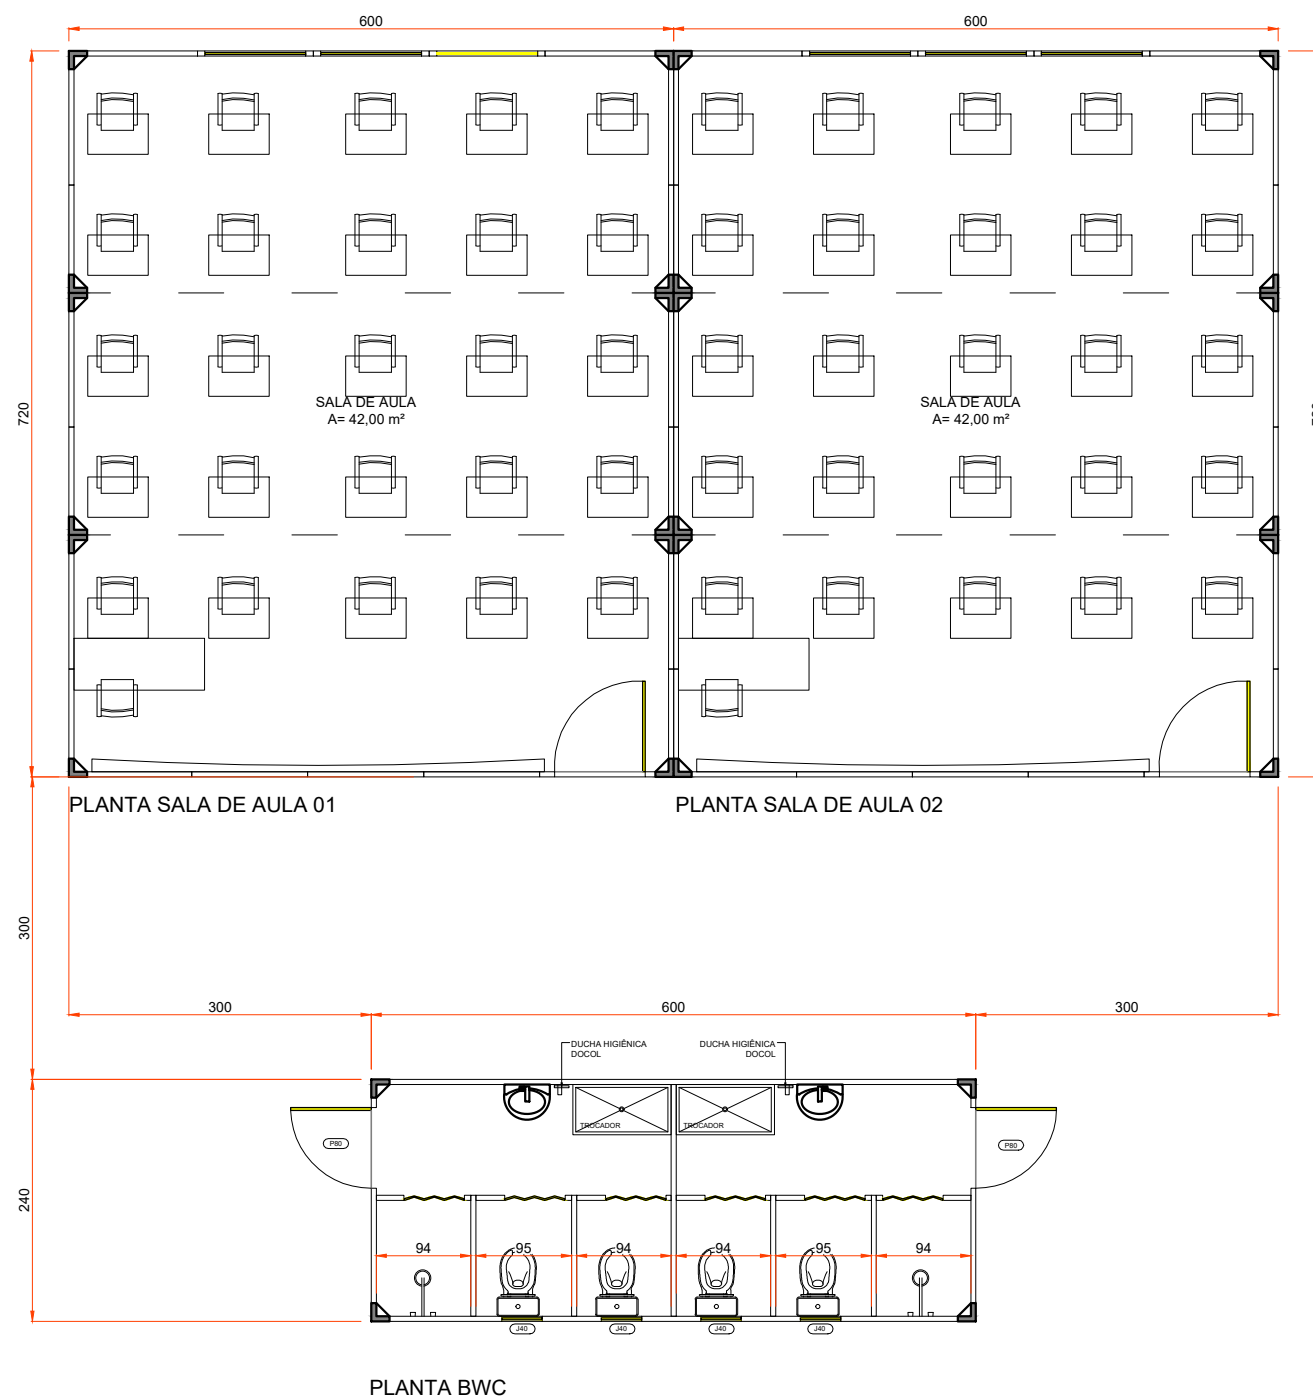 600
600
720
SALA DE AULA
A= 42,00 m²
SALA DE AULA
A= 42,00 m²
PLANTA SALA DE AULA 01
PLANTA SALA DE AULA 02
300
300
600
300
DUCHA HIGIÊNICA
DOCOL
DUCHA HIGIÊNICA
DOCOL
TROCADOR
TROCADOR
P80
P80
240
94
95
94
94
95
94
J40
J40
J40
J40
PLANTA BWC